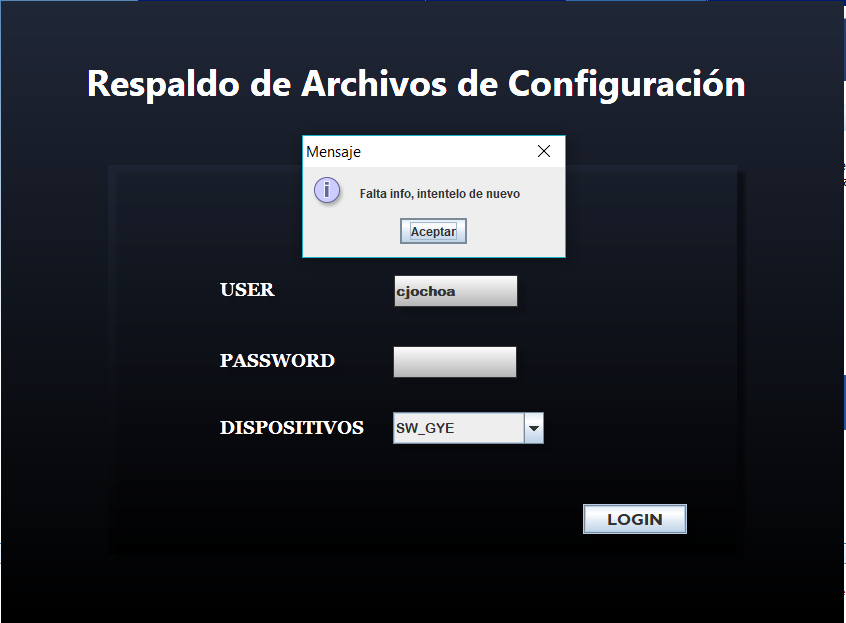 Respaldo de Archivos de Configuración
Mensaje
i
Falta info, intentelo de nuevo
Aceptar
USER
cjochoa
PASSWORD
DISPOSITIVOS
SW_GYE
LOGIN